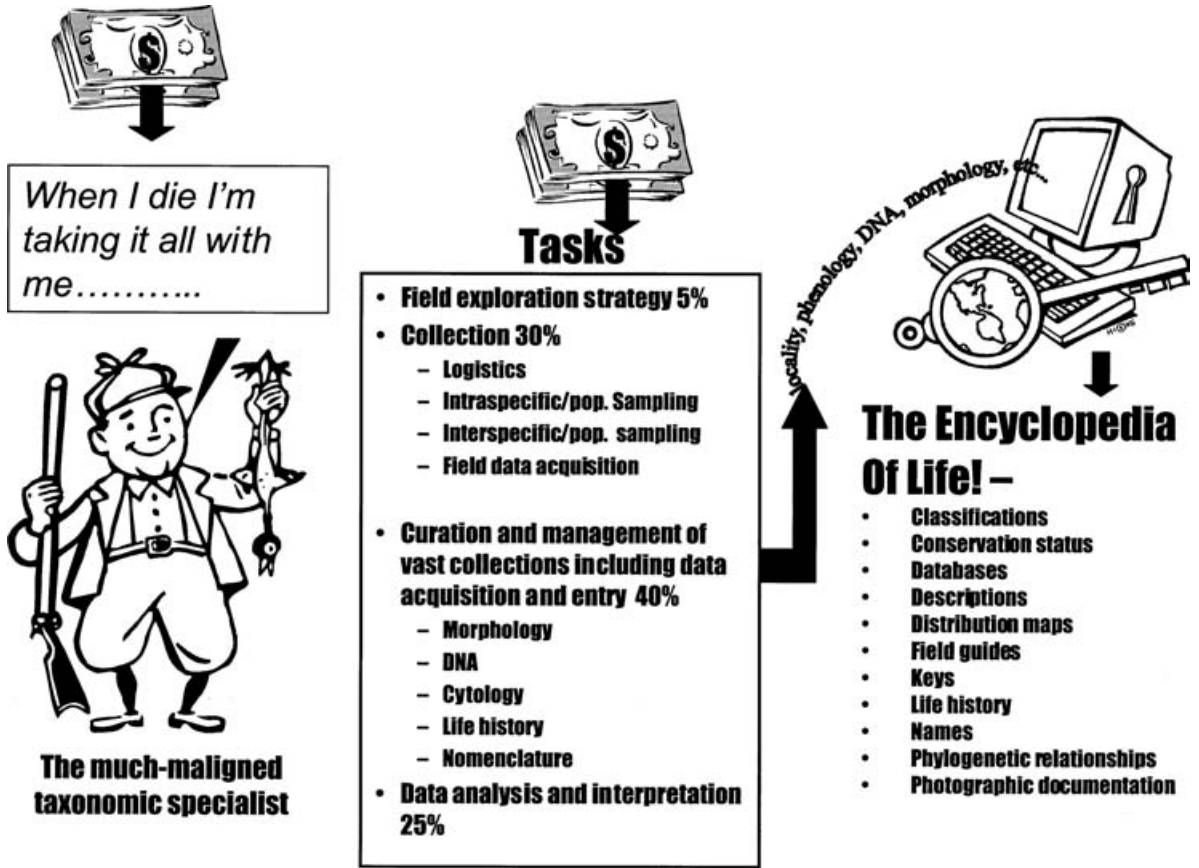 $
When I die I'm
taking it all with
me...........
The much-maligned
taxonomic specialist
$
Tasks
• Field exploration strategy 5%
• Collection 30%
– Logistics
– Intraspecific/pop. Sampling
– Interspecific/pop. sampling
– Field data acquisition
• Curation and management of
vast collections including data
acquisition and entry 40%
– Morphology
– DNA
– Cytology
– Life history
– Nomenclature
• Data analysis and interpretation
25%
locality, phenology, DNA, morphology, etc...
The Encyclopedia
Of Life! –
• Classifications
• Conservation status
• Databases
• Descriptions
• Distribution maps
• Field guides
• Keys
• Life history
• Names
• Phylogenetic relationships
• Photographic documentation